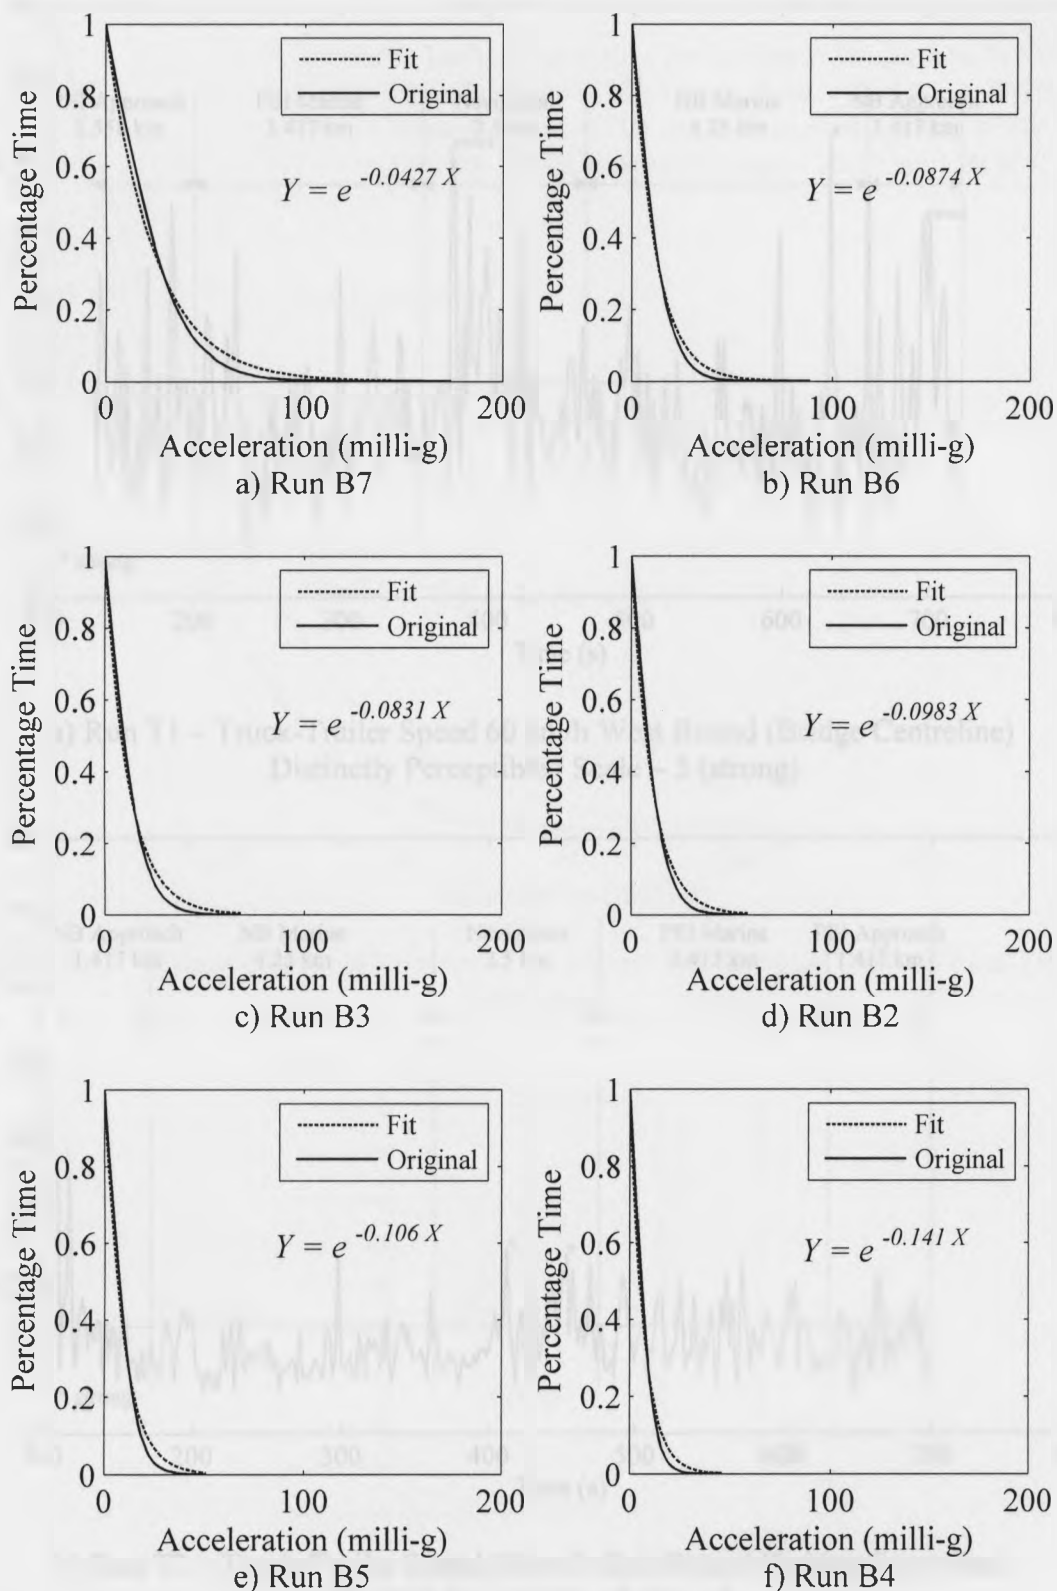 1
Fit
Original
0.8
0.6
Y = e -0.0427 X
0.4
0.2
0
0 100 200
Percentage Time
Acceleration (milli-g)
a) Run B7
1
Fit
Original
0.8
0.6
Y = e -0.0874 X
0.4
0.2
0
0 100 200
Percentage Time
Acceleration (milli-g)
b) Run B6
1
Fit
Original
0.8
0.6
Y = e -0.0831 X
0.4
0.2
0
0 100 200
Percentage Time
Acceleration (milli-g)
c) Run B3
1
Fit
Original
0.8
0.6
Y = e -0.0983 X
0.4
0.2
0
0 100 200
Percentage Time
Acceleration (milli-g)
d) Run B2
1
Fit
Original
0.8
0.6
Y = e -0.106 X
0.4
0.2
0
0 100 200
Percentage Time
Acceleration (milli-g)
e) Run B5
1
Fit
Original
0.8
0.6
Y = e -0.141 X
0.4
0.2
0
0 100 200
Percentage Time
Acceleration (milli-g)
f) Run B4